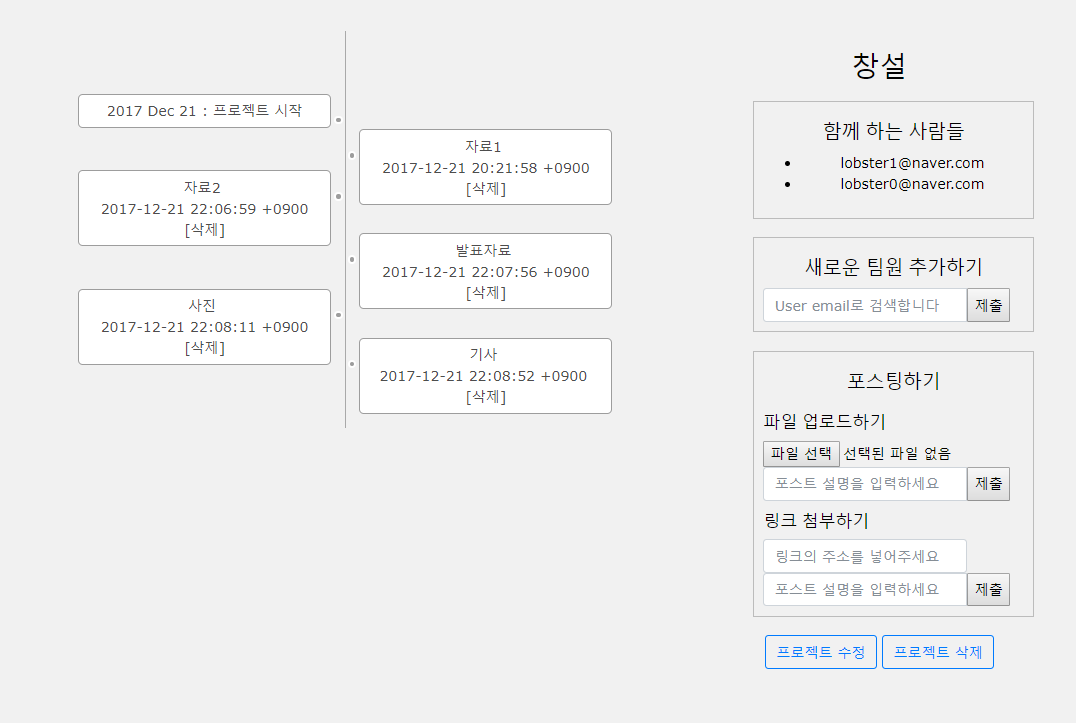 2017 Dec 21 : 프로젝트 시작
자료1
2017-12-21 20:21:58 +0900
[삭제]
자료2
2017-12-21 22:06:59 +0900
[삭제]
발표자료
2017-12-21 22:07:56 +0900
[삭제]
사진
2017-12-21 22:08:11 +0900
[삭제]
기사
2017-12-21 22:08:52 +0900
[삭제]
창설
함께 하는 사람들
lobster1@naver.com
lobster0@naver.com
새로운 팀원 추가하기
User email로 검색합니다 제출
포스팅하기
파일 업로드하기
파일 선택 선택된 파일 없음
포스트 설명을 입력하세요 제출
링크 첨부하기
링크의 주소를 넣어주세요
포스트 설명을 입력하세요 제출
프로젝트 수정 프로젝트 삭제